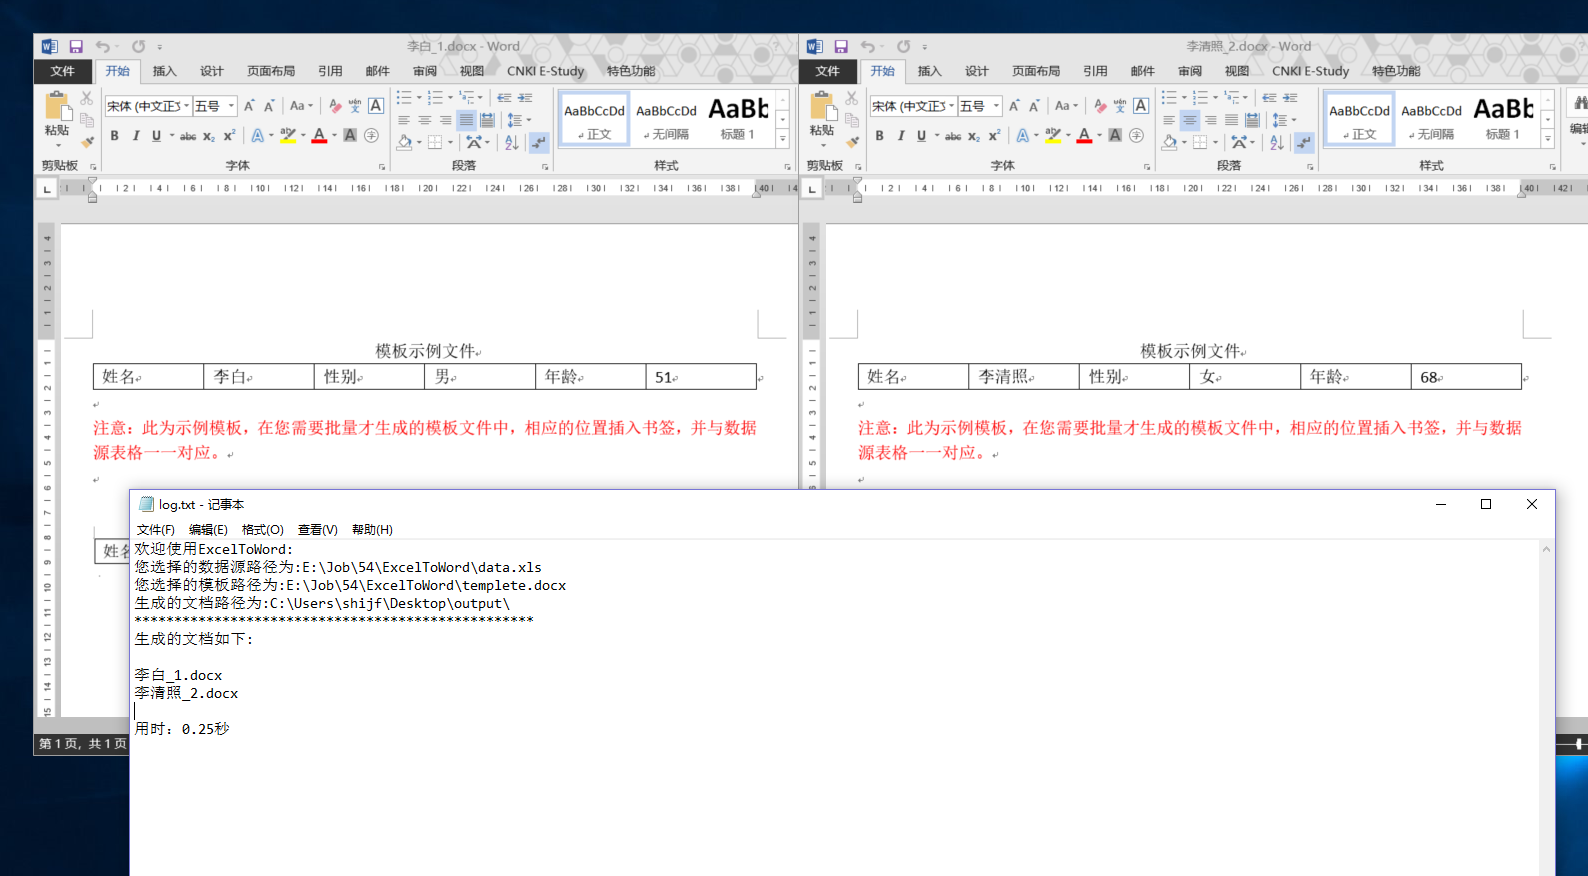 李白_1.docx - Word
文件 开始 插入 设计 页面布局 引用 邮件 审阅 视图 CNKI E-Study 特色功能
宋体 (中文正文 五号
粘贴
AaBbCcDd AaBbCcDd AaBb
正文 无间隔 标题 1
剪贴板 字体 段落 样式
模板示例文件
姓名 李白 性别 男 年龄 51
注意：此为示例模板，在您需要批量才生成的模板文件中，相应的位置插入书签，并与数据
源表格一一对应。
姓名
第 1 页，共 1 页
李清照_2.docx - Word
文件 开始 插入 设计 页面布局 引用 邮件 审阅 视图 CNKI E-Study 特色功能
宋体 (中文正文 五号
粘贴
AaBbCcDd AaBbCcDd AaBb
正文 无间隔 标题 1
编辑
剪贴板 字体 段落 样式
模板示例文件
姓名 李清照 性别 女 年龄 68
注意：此为示例模板，在您需要批量才生成的模板文件中，相应的位置插入书签，并与数据
源表格一一对应。
log.txt - 记事本
文件(F) 编辑(E) 格式(O) 查看(V) 帮助(H)
欢迎使用ExcelToWord:
您选择的数据源路径为:E:\Job\54\ExcelToWord\data.xls
您选择的模板路径为:E:\Job\54\ExcelToWord\templete.docx
生成的文档路径为:C:\Users\shijf\Desktop\output\
**************************************************
生成的文档如下:
李白_1.docx
李清照_2.docx
用时: 0.25秒